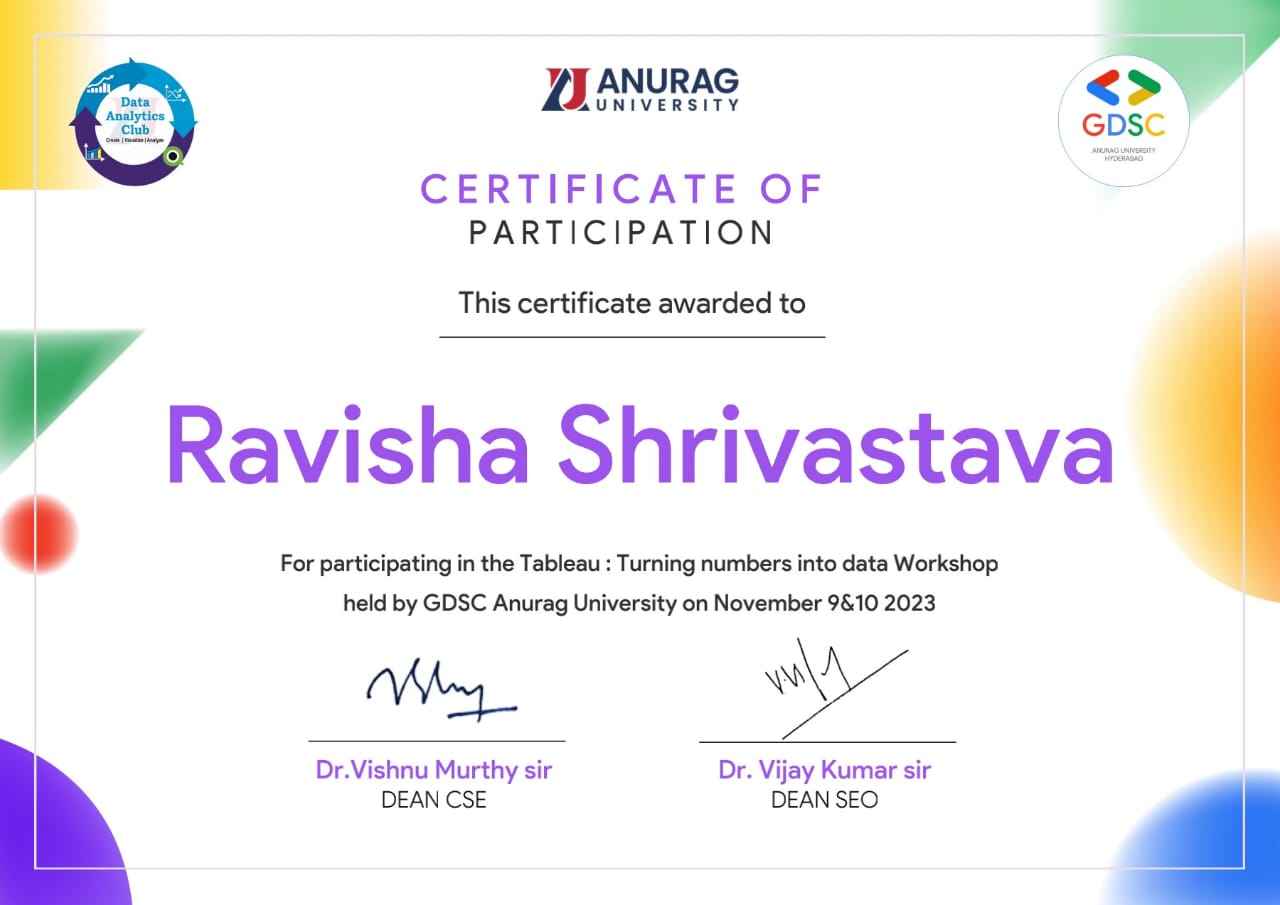 Data
Analytics
Club
Create | Visualize | Analyze
ANURAG
UNIVERSITY
GDSC
ANURAG UNIVERSITY
HYDERABAD
CERTIFICATE OF
PARTICIPATION
This certificate awarded to
Ravisha Shrivastava
For participating in the Tableau : Turning numbers into data Workshop
held by GDSC Anurag University on November 9&10 2023
Dr.Vishnu Murthy sir
DEAN CSE
Dr. Vijay Kumar sir
DEAN SEO